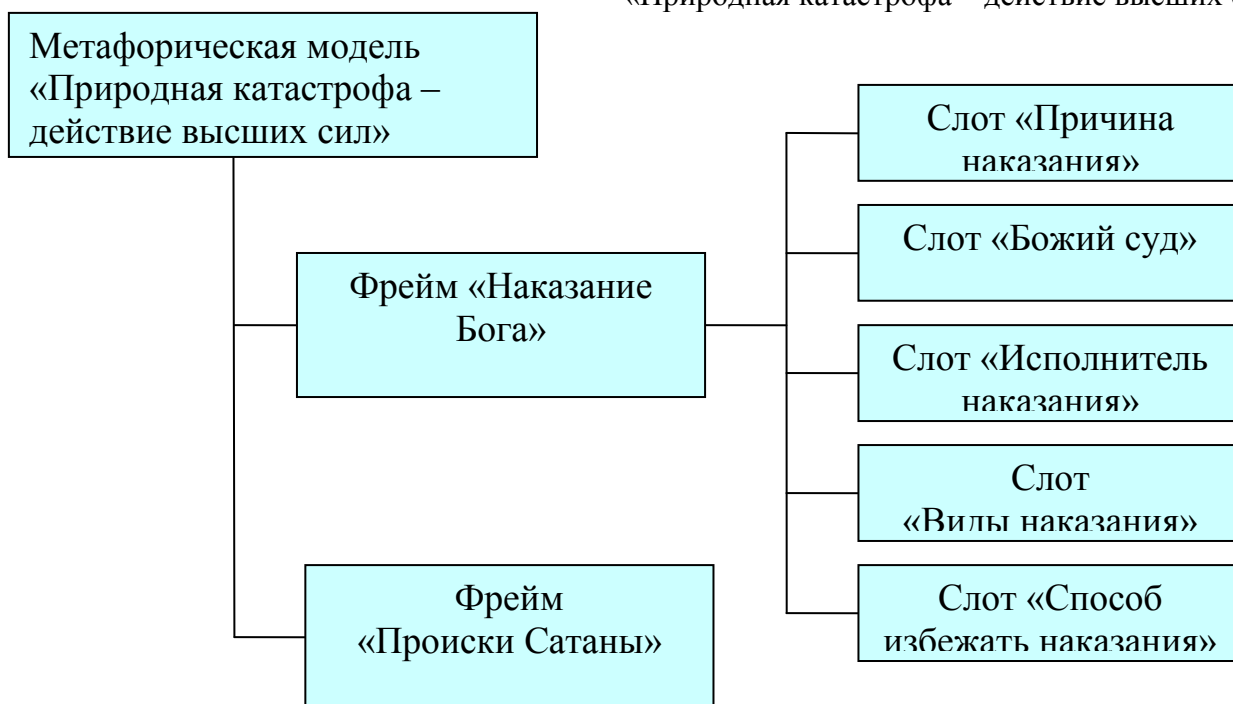 «Природная катастрофа – действие высших
Метафорическая модель
«Природная катастрофа –
действие высших сил»
Слот «Причина
наказания»
Слот «Божий суд»
Фрейм «Наказание
Бога»
Слот «Исполнитель
наказания»
Слот
«Виды наказания»
Фрейм
«Происки Сатаны»
Слот «Способ
избежать наказания»